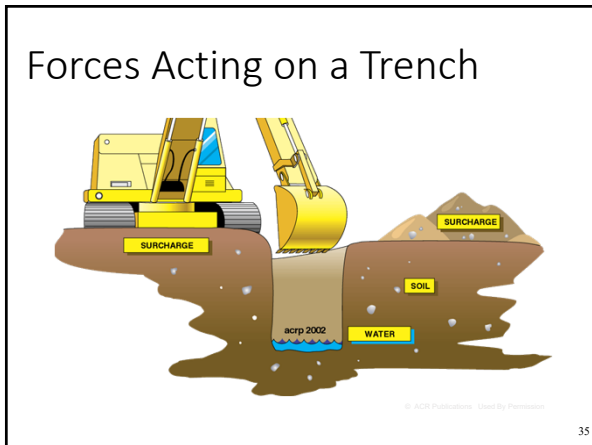 Forces Acting on a Trench
SURCHARGE
SURCHARGE
SOIL
acrp 2002
WATER
© ACR Publications Used By Permission
35